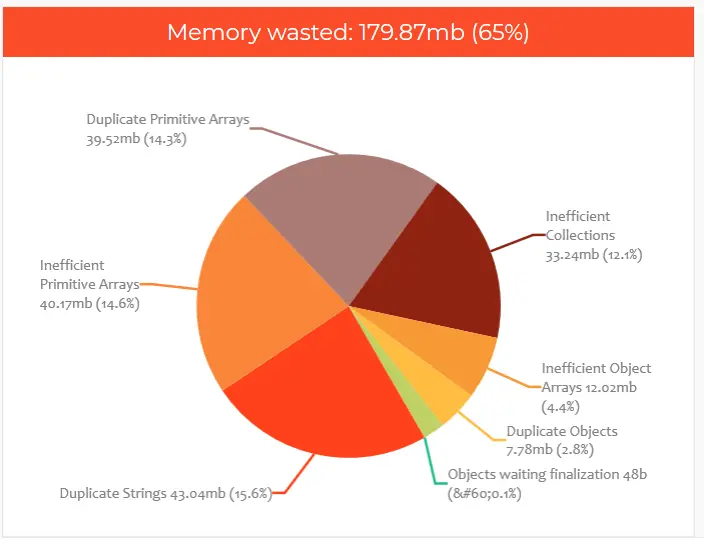 Memory wasted: 179.87mb (65%)
Duplicate Primitive Arrays
39.52mb (14.3%)
Inefficient
Collections
33.24mb (12.1%)
Inefficient
Primitive Arrays
40.17mb (14.6%)
Inefficient Object
Arrays 12.02mb
(4.4%)
Duplicate Objects
7.78mb (2.8%)
Objects waiting finalization 48b
(&#60;0.1%)
Duplicate Strings 43.04mb (15.6%)